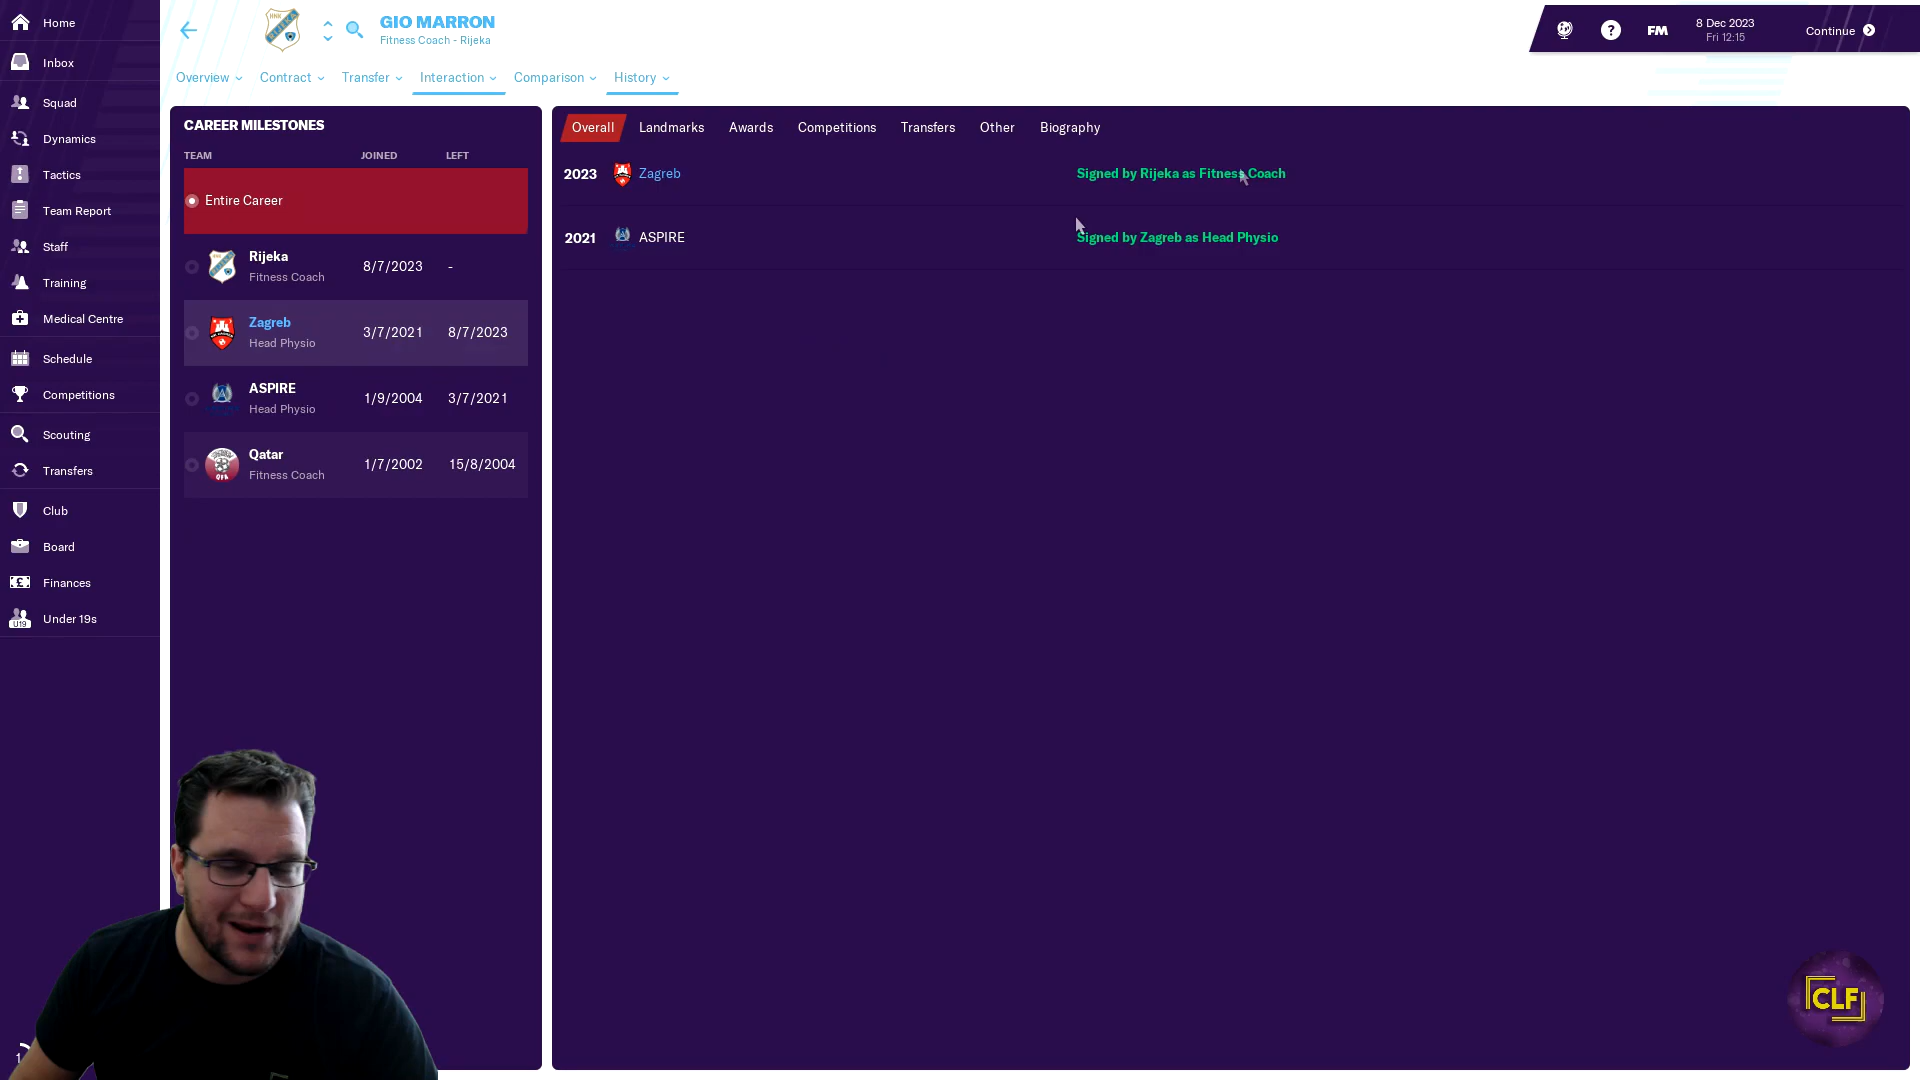 Home
Inbox
Squad
Dynamics
Tactics
Team Report
Staff
Training
Medical Centre
Schedule
Competitions
Scouting
Transfers
Club
Board
Finances
U19
Under 19s
GIO MARRON
Fitness Coach - Rijeka
?
FM
8 Dec 2023
Fri 12:15
Continue
Overview
Contract
Transfer
Interaction
Comparison
History
CAREER MILESTONES
TEAM JOINED LEFT
Entire Career
Rijeka
Fitness Coach
8/7/2023 -
Zagreb
Head Physio
3/7/2021 8/7/2023
ASPIRE
Head Physio
1/9/2004 3/7/2021
Qatar
Fitness Coach
1/7/2002 15/8/2004
Overall Landmarks Awards Competitions Transfers Other Biography
2023 Zagreb Signed by Rijeka as Fitness Coach
2021 ASPIRE Signed by Zagreb as Head Physio
CLF